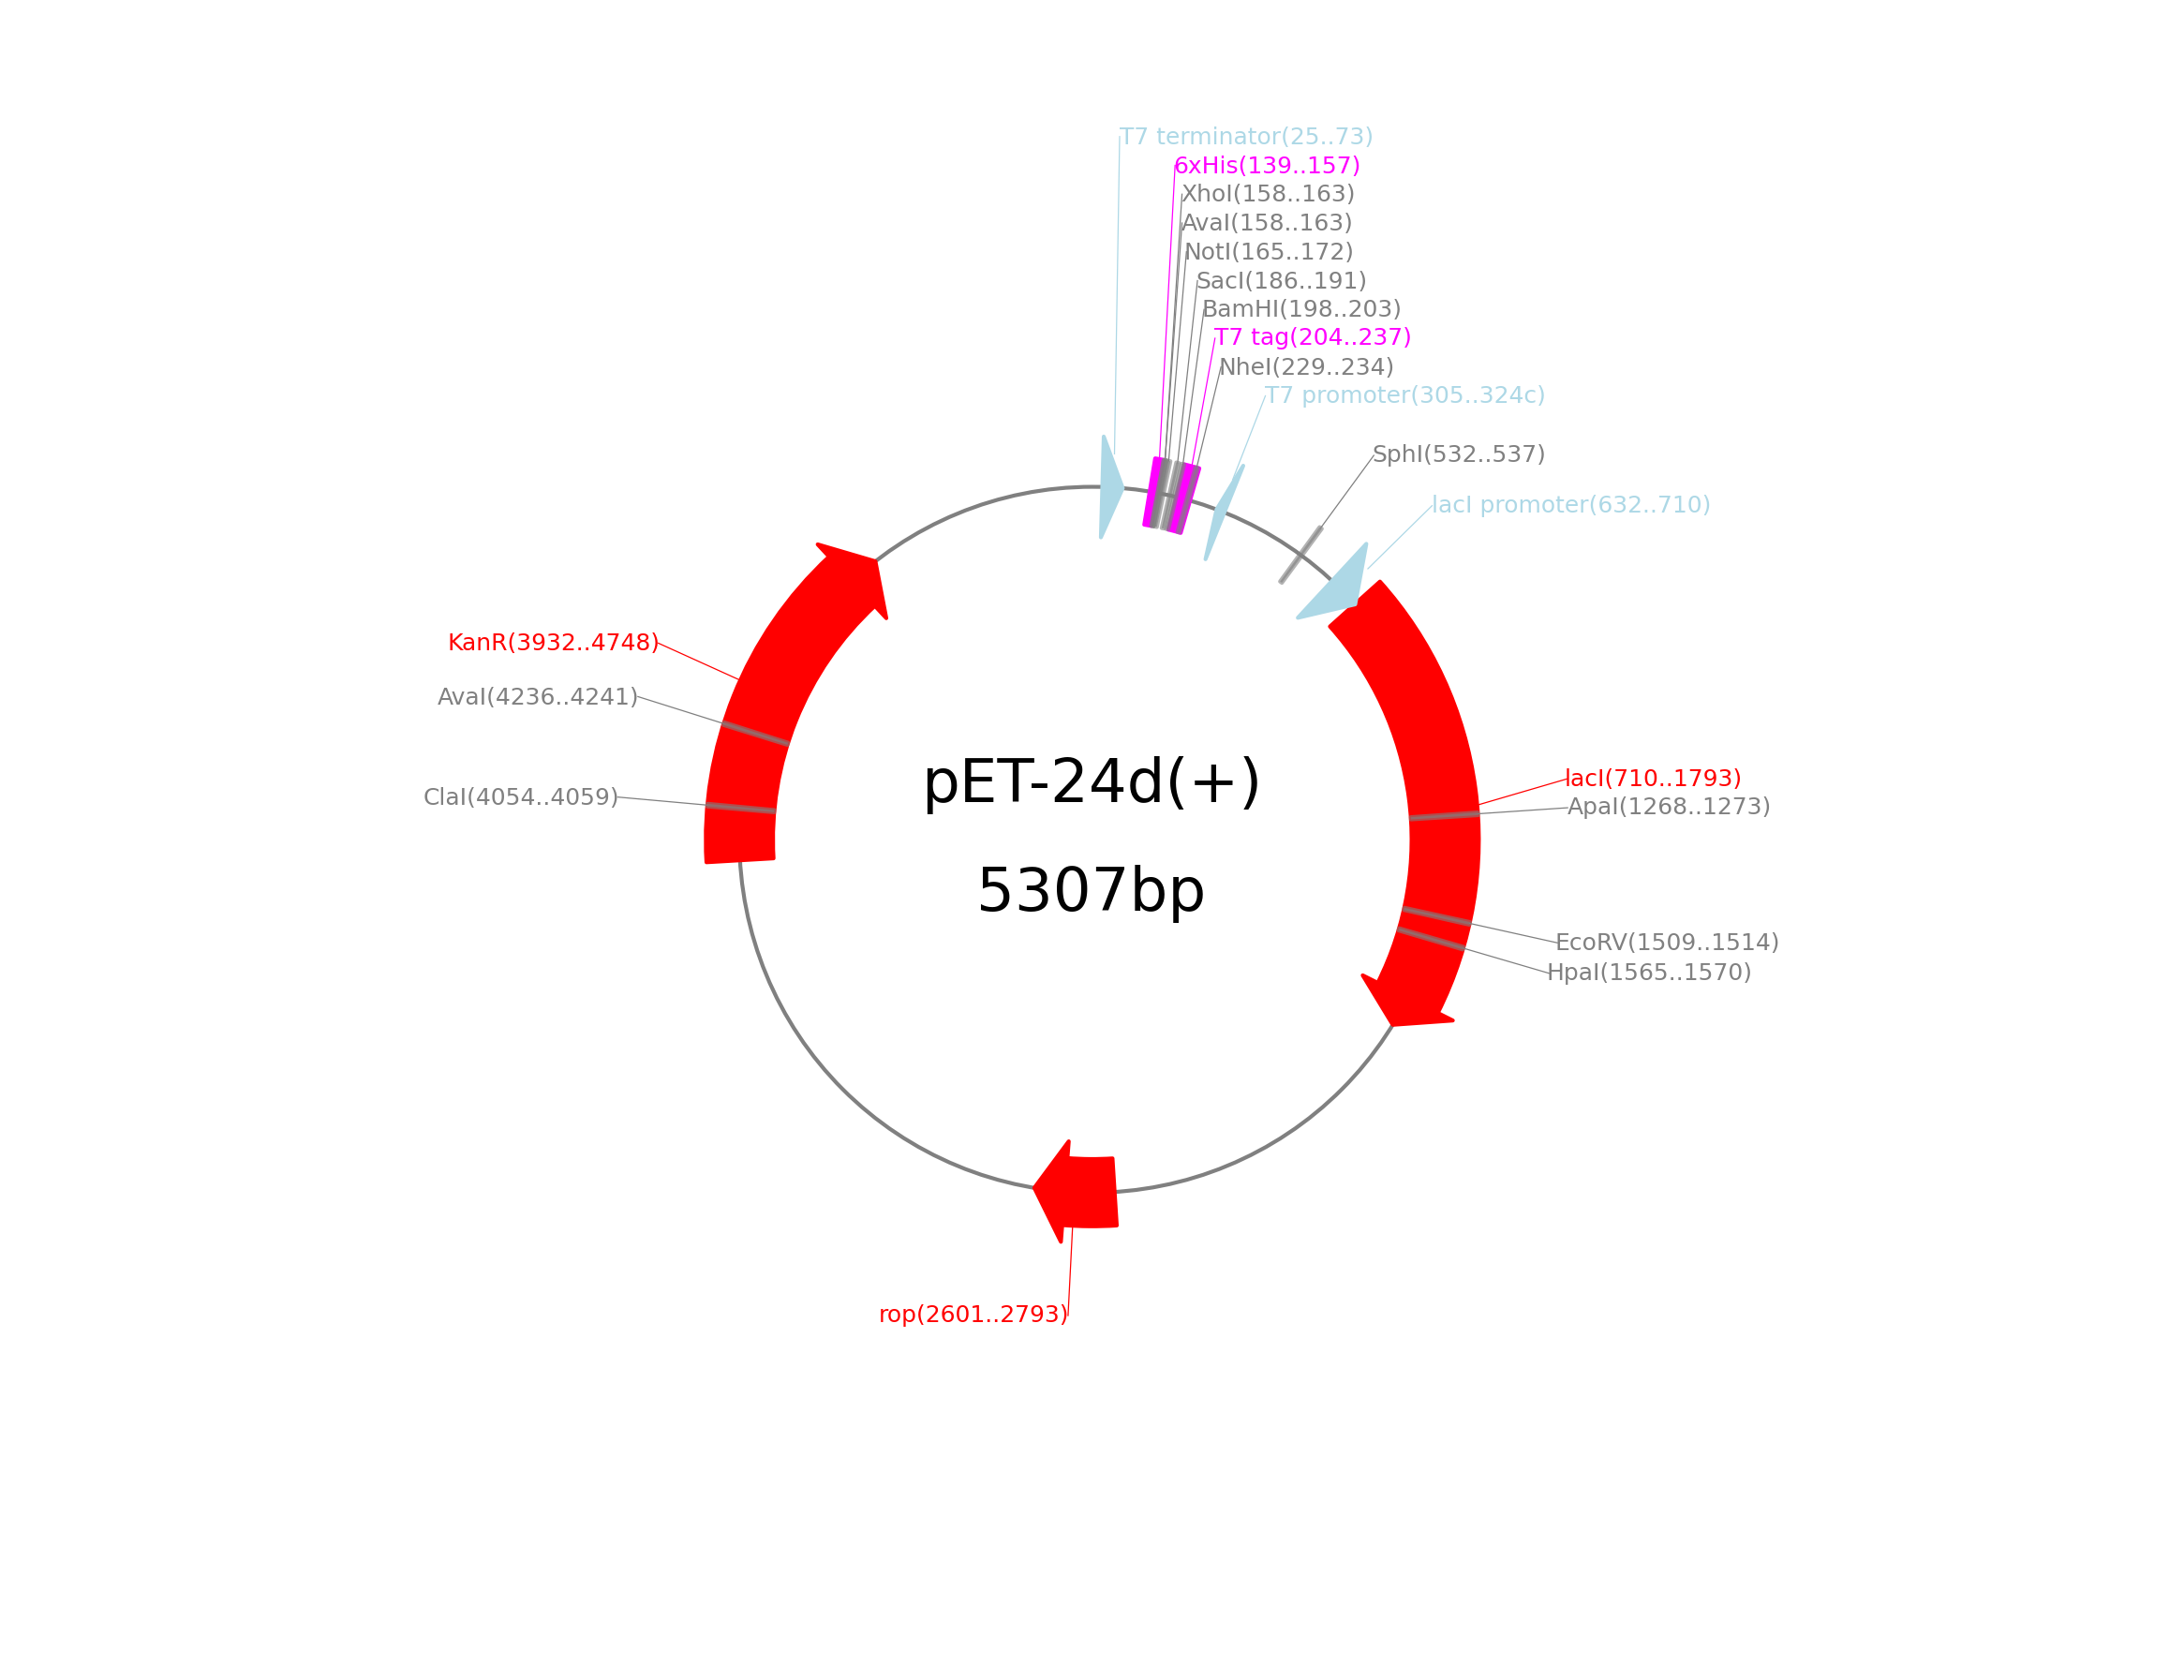 T7 terminator(25..73)
6xHis(139..157)
XhoI(158..163)
AvaI(158..163)
NotI(165..172)
SacI(186..191)
BamHI(198..203)
T7 tag(204..237)
NheI(229..234)
T7 promoter(305..324c)
SphI(532..537)
lacI promoter(632..710)
KanR(3932..4748)
AvaI(4236..4241)
lacI(710..1793)
ClaI(4054..4059)
ApaI(1268..1273)
pET-24d(+)
5307bp
EcoRV(1509..1514)
HpaI(1565..1570)
rop(2601..2793)